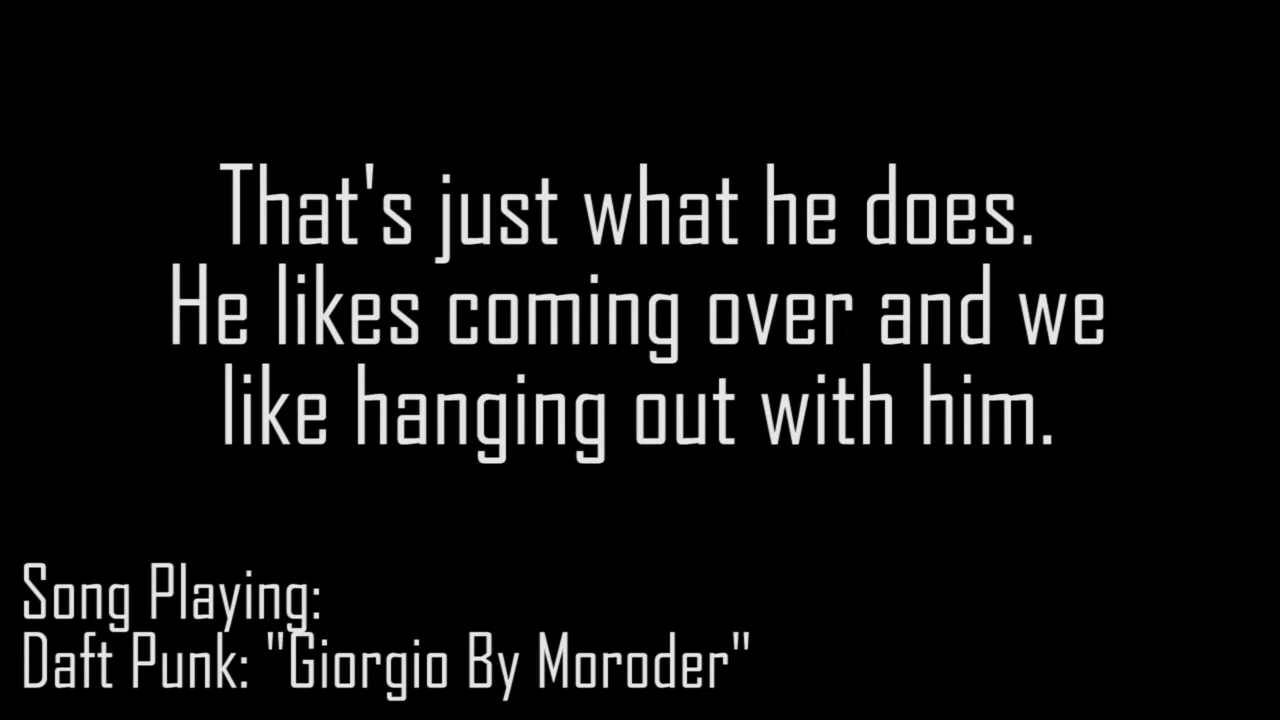 That's just what he does.
He likes coming over and we
like hanging out with him.
Song Playing:
Daft Punk: "Giorgio By Moroder"